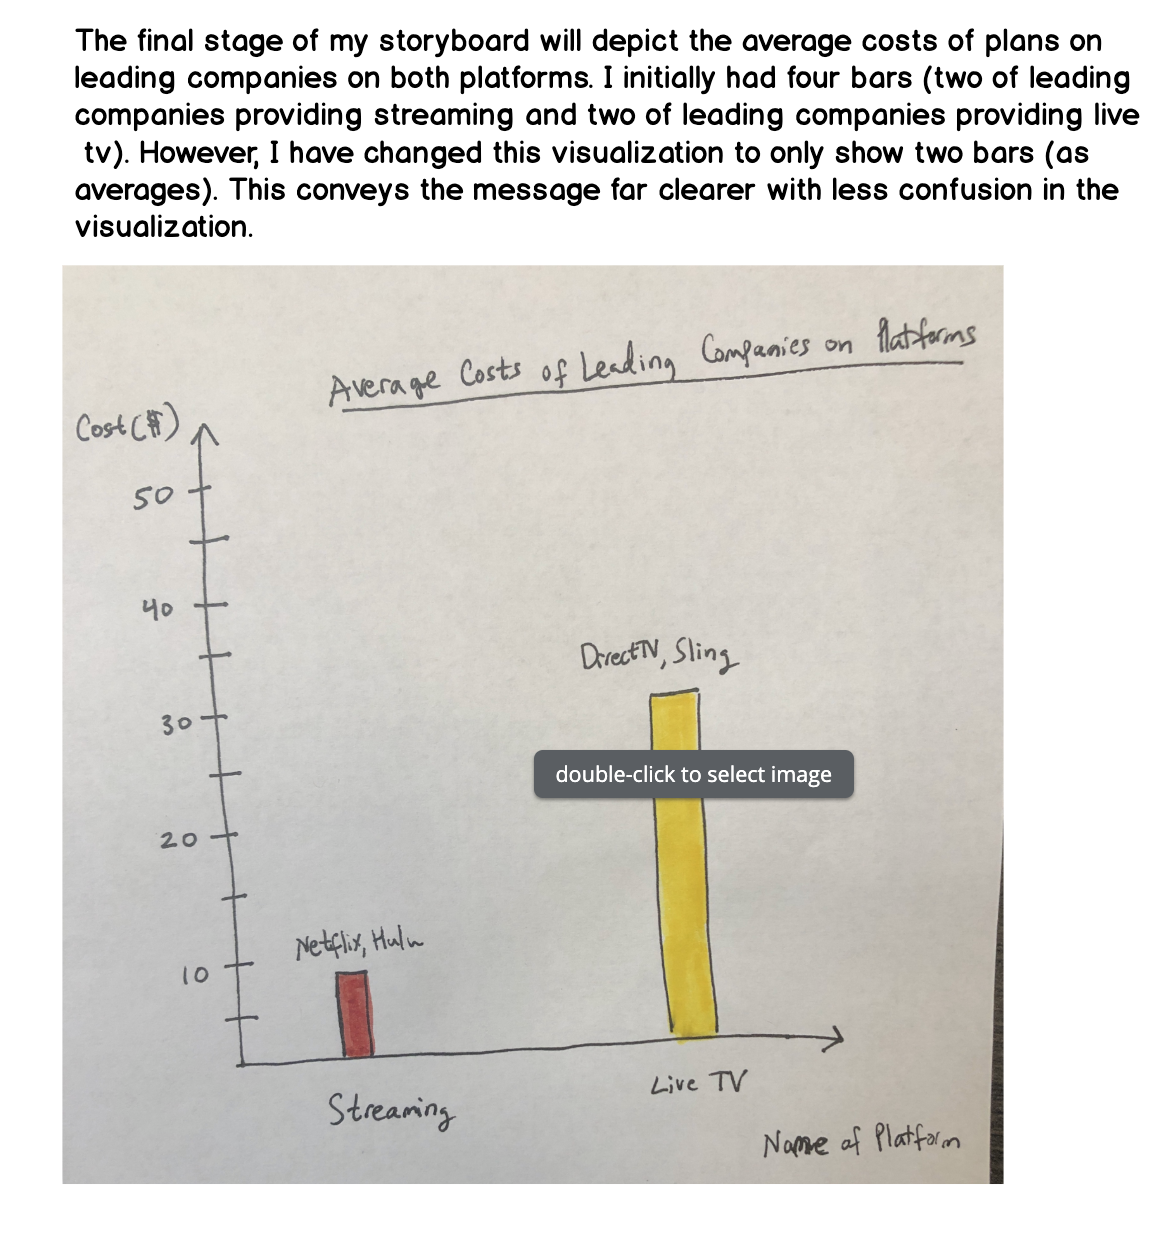 The final stage of my storyboard will depict the average costs of plans on
leading companies on both platforms. I initially had four bars (two of leading
companies providing streaming and two of leading companies providing live
tv). However, I have changed this visualization to only show two bars (as
averages). This conveys the message far clearer with less confusion in the
visualization.
Average Costs of Leading Companies on Platforms
Cost($)
50
40
DirectTV, Sling
30
double-click to select image
20
Netflix, Hulu
10
Live TV
Streaming
Name of Platform